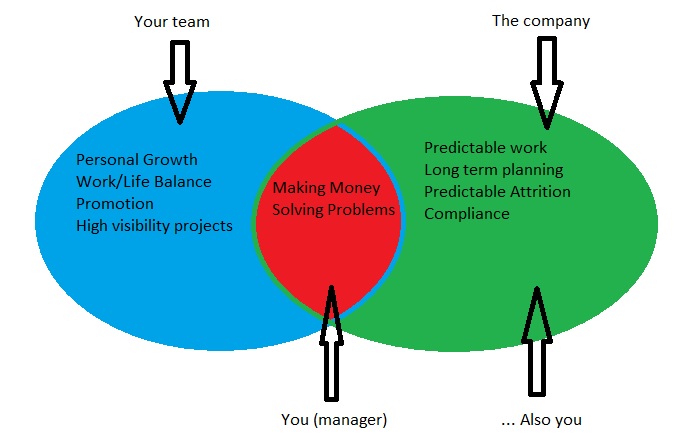 Your team
The company
Personal Growth
Work/Life Balance
Promotion
High visibility projects
Making Money
Solving Problems
Predictable work
Long term planning
Predictable Attrition
Compliance
You (manager)
... Also you